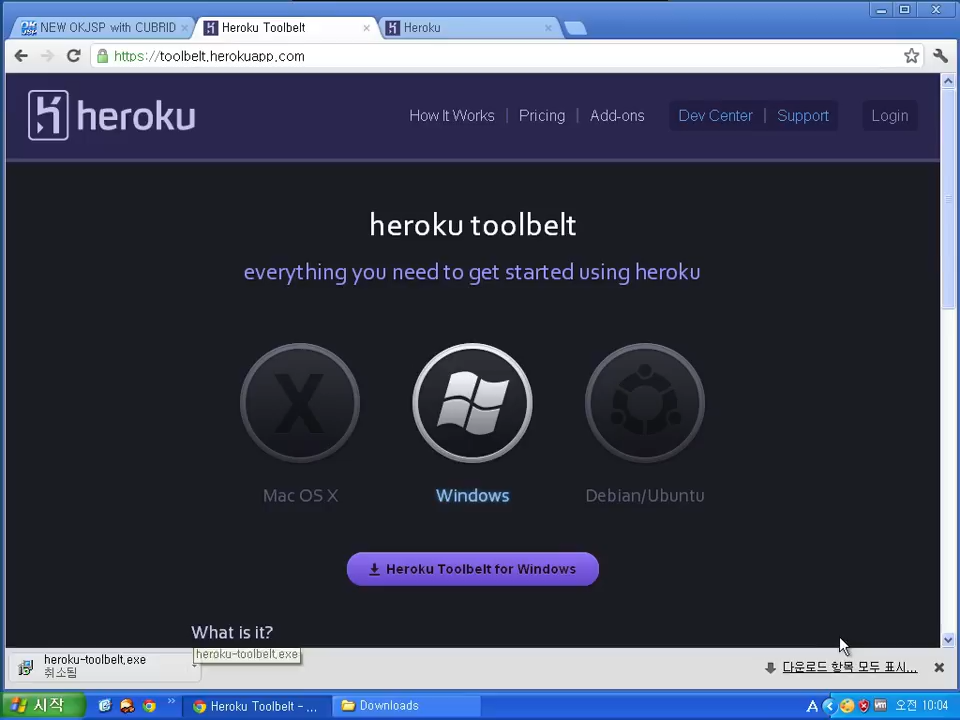 NEW OKJSP with CUBRID
Heroku Toolbelt
Heroku
https://toolbelt.herokuapp.com
heroku
How It Works
Pricing
Add-ons
Dev Center
Support
Login
heroku toolbelt
everything you need to get started using heroku
X
Mac OS X
Windows
Debian/Ubuntu
Heroku Toolbelt for Windows
What is it?
heroku-toolbelt.exe
취소됨
heroku-toolbelt.exe
다운로드 항목 모두 표시...
시작
Heroku Toolbelt - ...
Downloads
A
오전 10:04